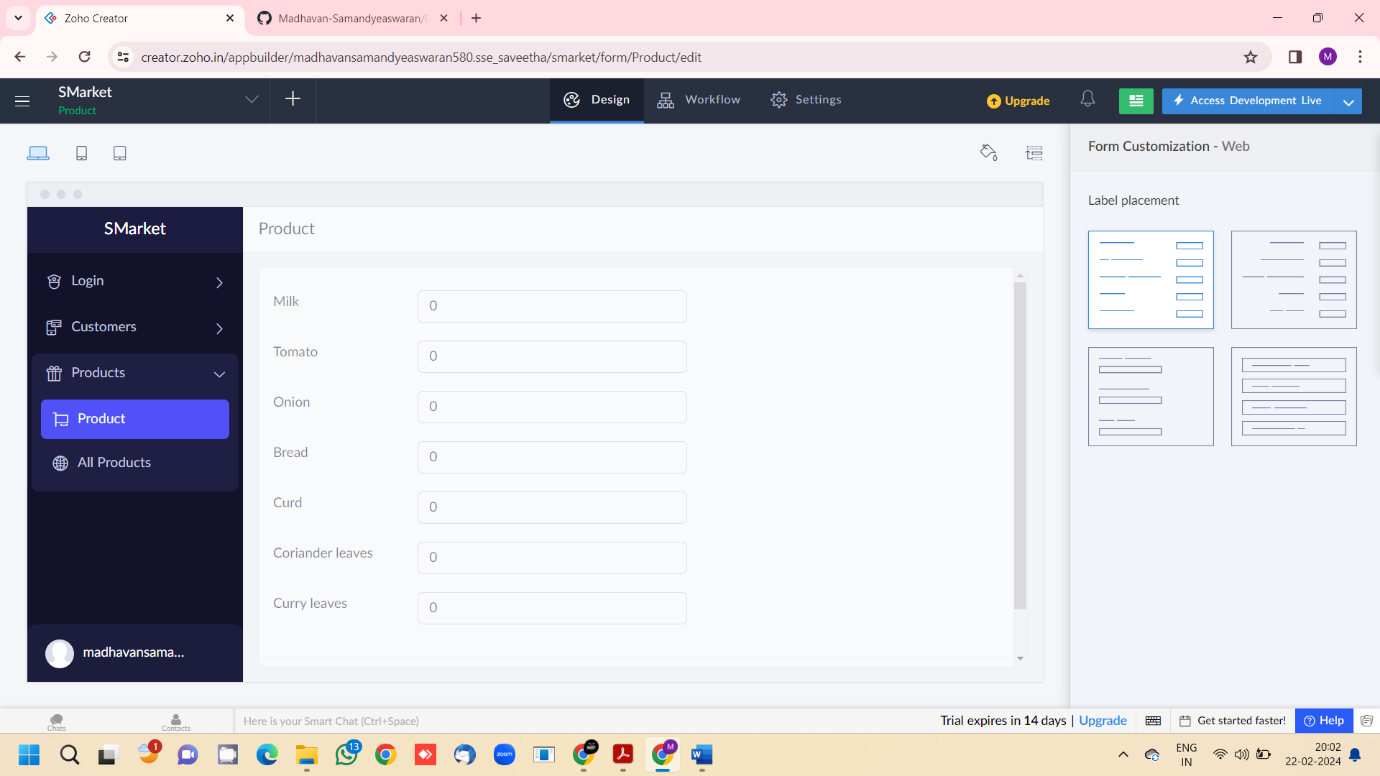 Zoho Creator
Madhavan-Samandyeaswaran/
creator.zoho.in/appbuilder/madhavansamandyeaswaran580.sse_saveetha/smarket/form/Product/edit
M
SMarket
Product
Design
Workflow
Settings
Upgrade
Access Development Live
Form Customization - Web
Label placement
SMarket
Login
Customers
Products
Product
All Products
madhavansama...
Product
Milk 0
Tomato 0
Onion 0
Bread 0
Curd 0
Coriander leaves 0
Curry leaves 0
Chats
Contacts
Here is your Smart Chat (Ctrl+Space)
Trial expires in 14 days | Upgrade
Get started faster!
Help
1
13
zoom
M
W
ENG
IN
20:02
22-02-2024